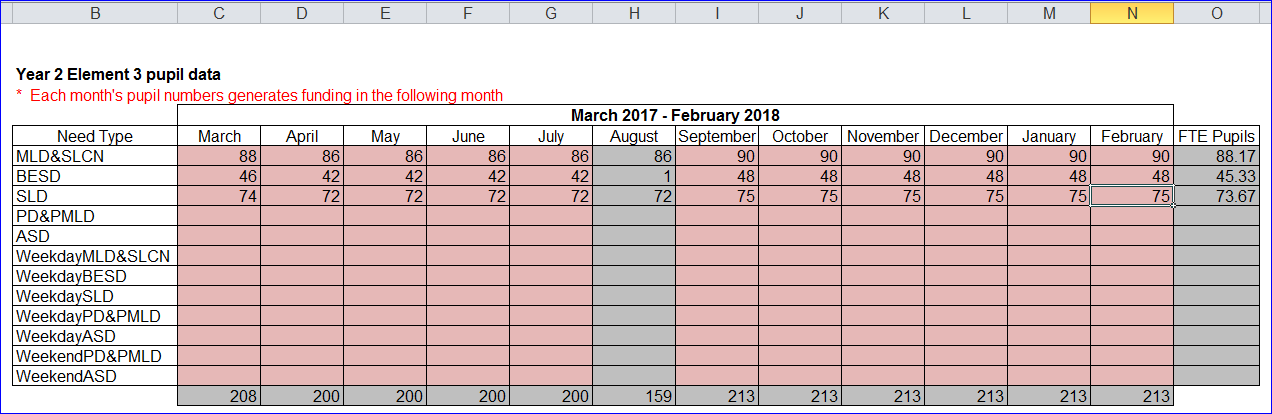 B C D E F G H I J K L M N O
Year 2 Element 3 pupil data
* Each month's pupil numbers generates funding in the following month
March 2017 - February 2018
Need Type March April May June July August September October November December January February FTE Pupils
MLD&SLCN 88 86 86 86 86 86 90 90 90 90 90 90 88.17
BESD 46 42 42 42 42 1 48 48 48 48 48 48 45.33
SLD 74 72 72 72 72 72 75 75 75 75 75 75 73.67
PD&PMLD
ASD
WeekdayMLD&SLCN
WeekdayBESD
WeekdaySLD
WeekdayPD&PMLD
WeekdayASD
WeekendPD&PMLD
WeekendASD
208 200 200 200 200 159 213 213 213 213 213 213